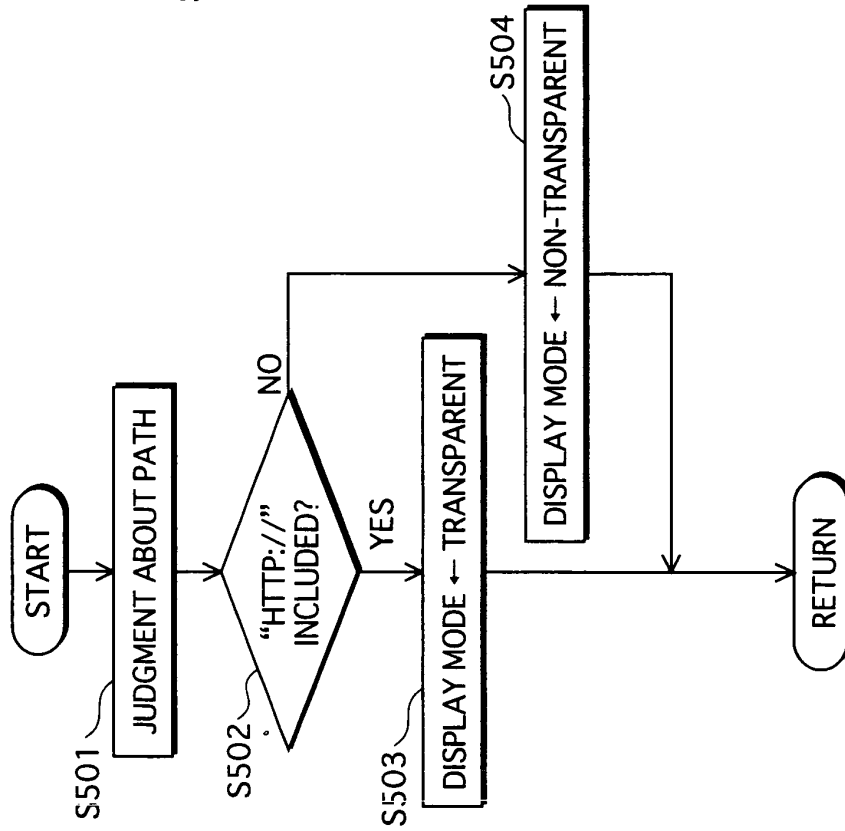 START
S501
JUDGMENT ABOUT PATH
S502
“HTTP://”
INCLUDED?
NO
YES
S503
DISPLAY MODE ← TRANSPARENT
S504
DISPLAY MODE ← NON-TRANSPARENT
RETURN